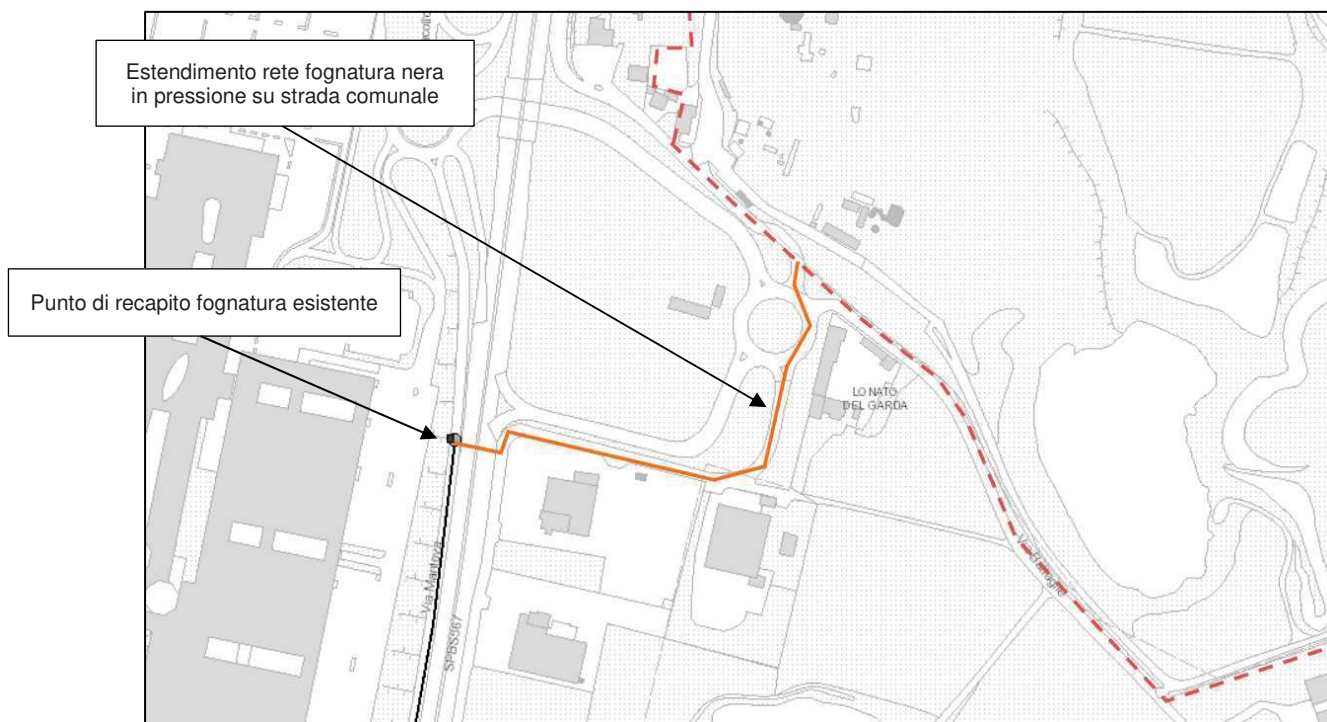 Estendimento rete fognatura nera
in pressione su strada comunale
Punto di recapito fognatura esistente
LONATO
DEL GARDA
Via Mantova
SPBS567